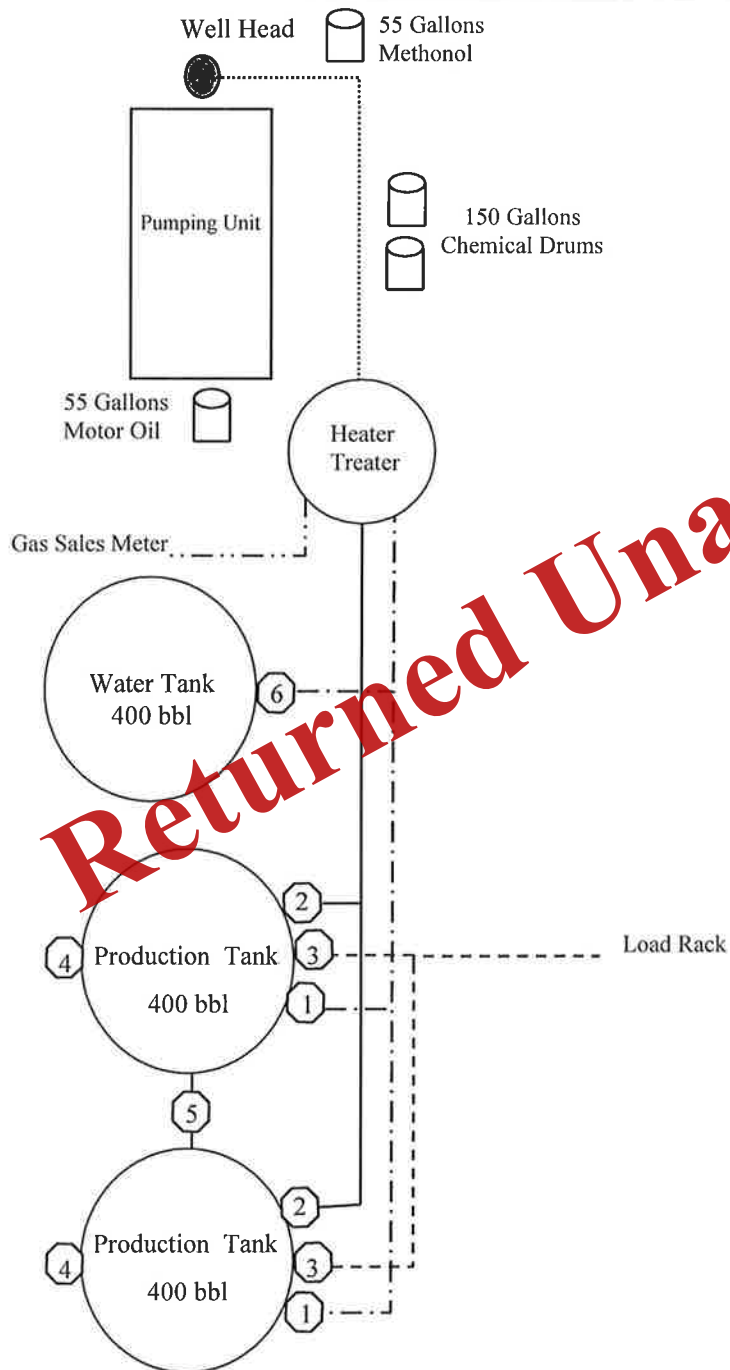 Well Head
55 Gallons
Methonol
Pumping Unit
150 Gallons
Chemical Drums
55 Gallons
Motor Oil
Heater
Treater
Gas Sales Meter
Water Tank
400 bbl
6
Returned Una
2
4
Production Tank
3
Load Rack
400 bbl
1
5
2
Production Tank
4
3
400 bbl
1